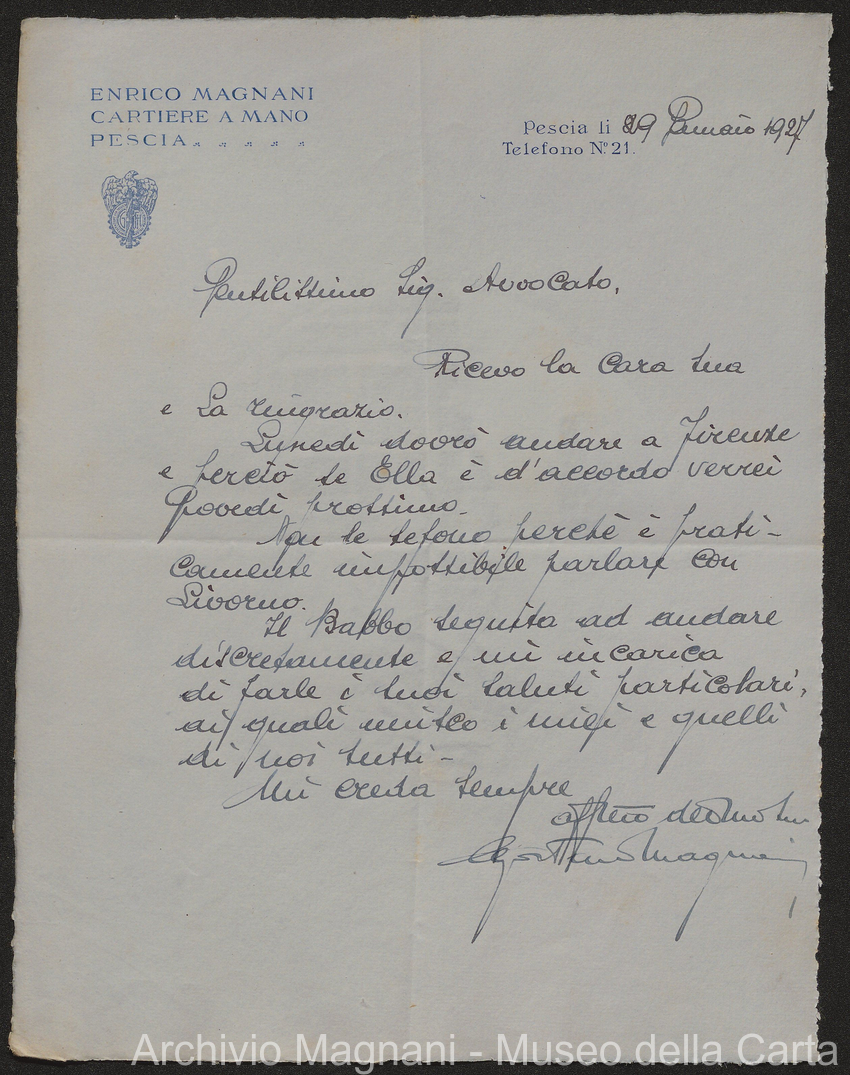 ENRICO MAGNANI
CARTIERE A MANO
PESCIA
Pescia li 29 Gennaio 1927
Telefono N.º 21.
Gentilissimo Sig. Avvocato,
Ricevo la cara sua
e La ringrazio.
Lunedì dovrò andare a Firenze
e perciò se Ella è d'accordo verrei
Giovedì prossimo.
Non le tefono perchè è prati-
camente impossibile parlare con
Livorno.
Il Babbo seguita ad andare
discretamente e mi incarica
di farle i suoi saluti particolari,
ai quali unisco i miei e quelli
di noi tutti-
Mi creda sempre
aff.mo
Magnani
Archivio Magnani - Museo della Carta